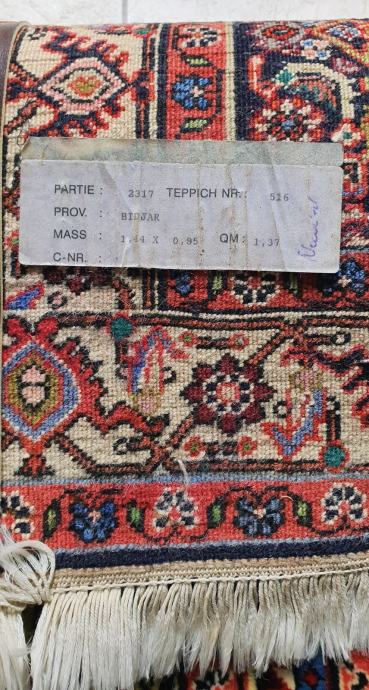 PARTIE : 2317 TEPPICH NR.: 516
PROV. : BIDJAR
MASS : 1,44 X 0,95 QM: 1,37
C-NR. :